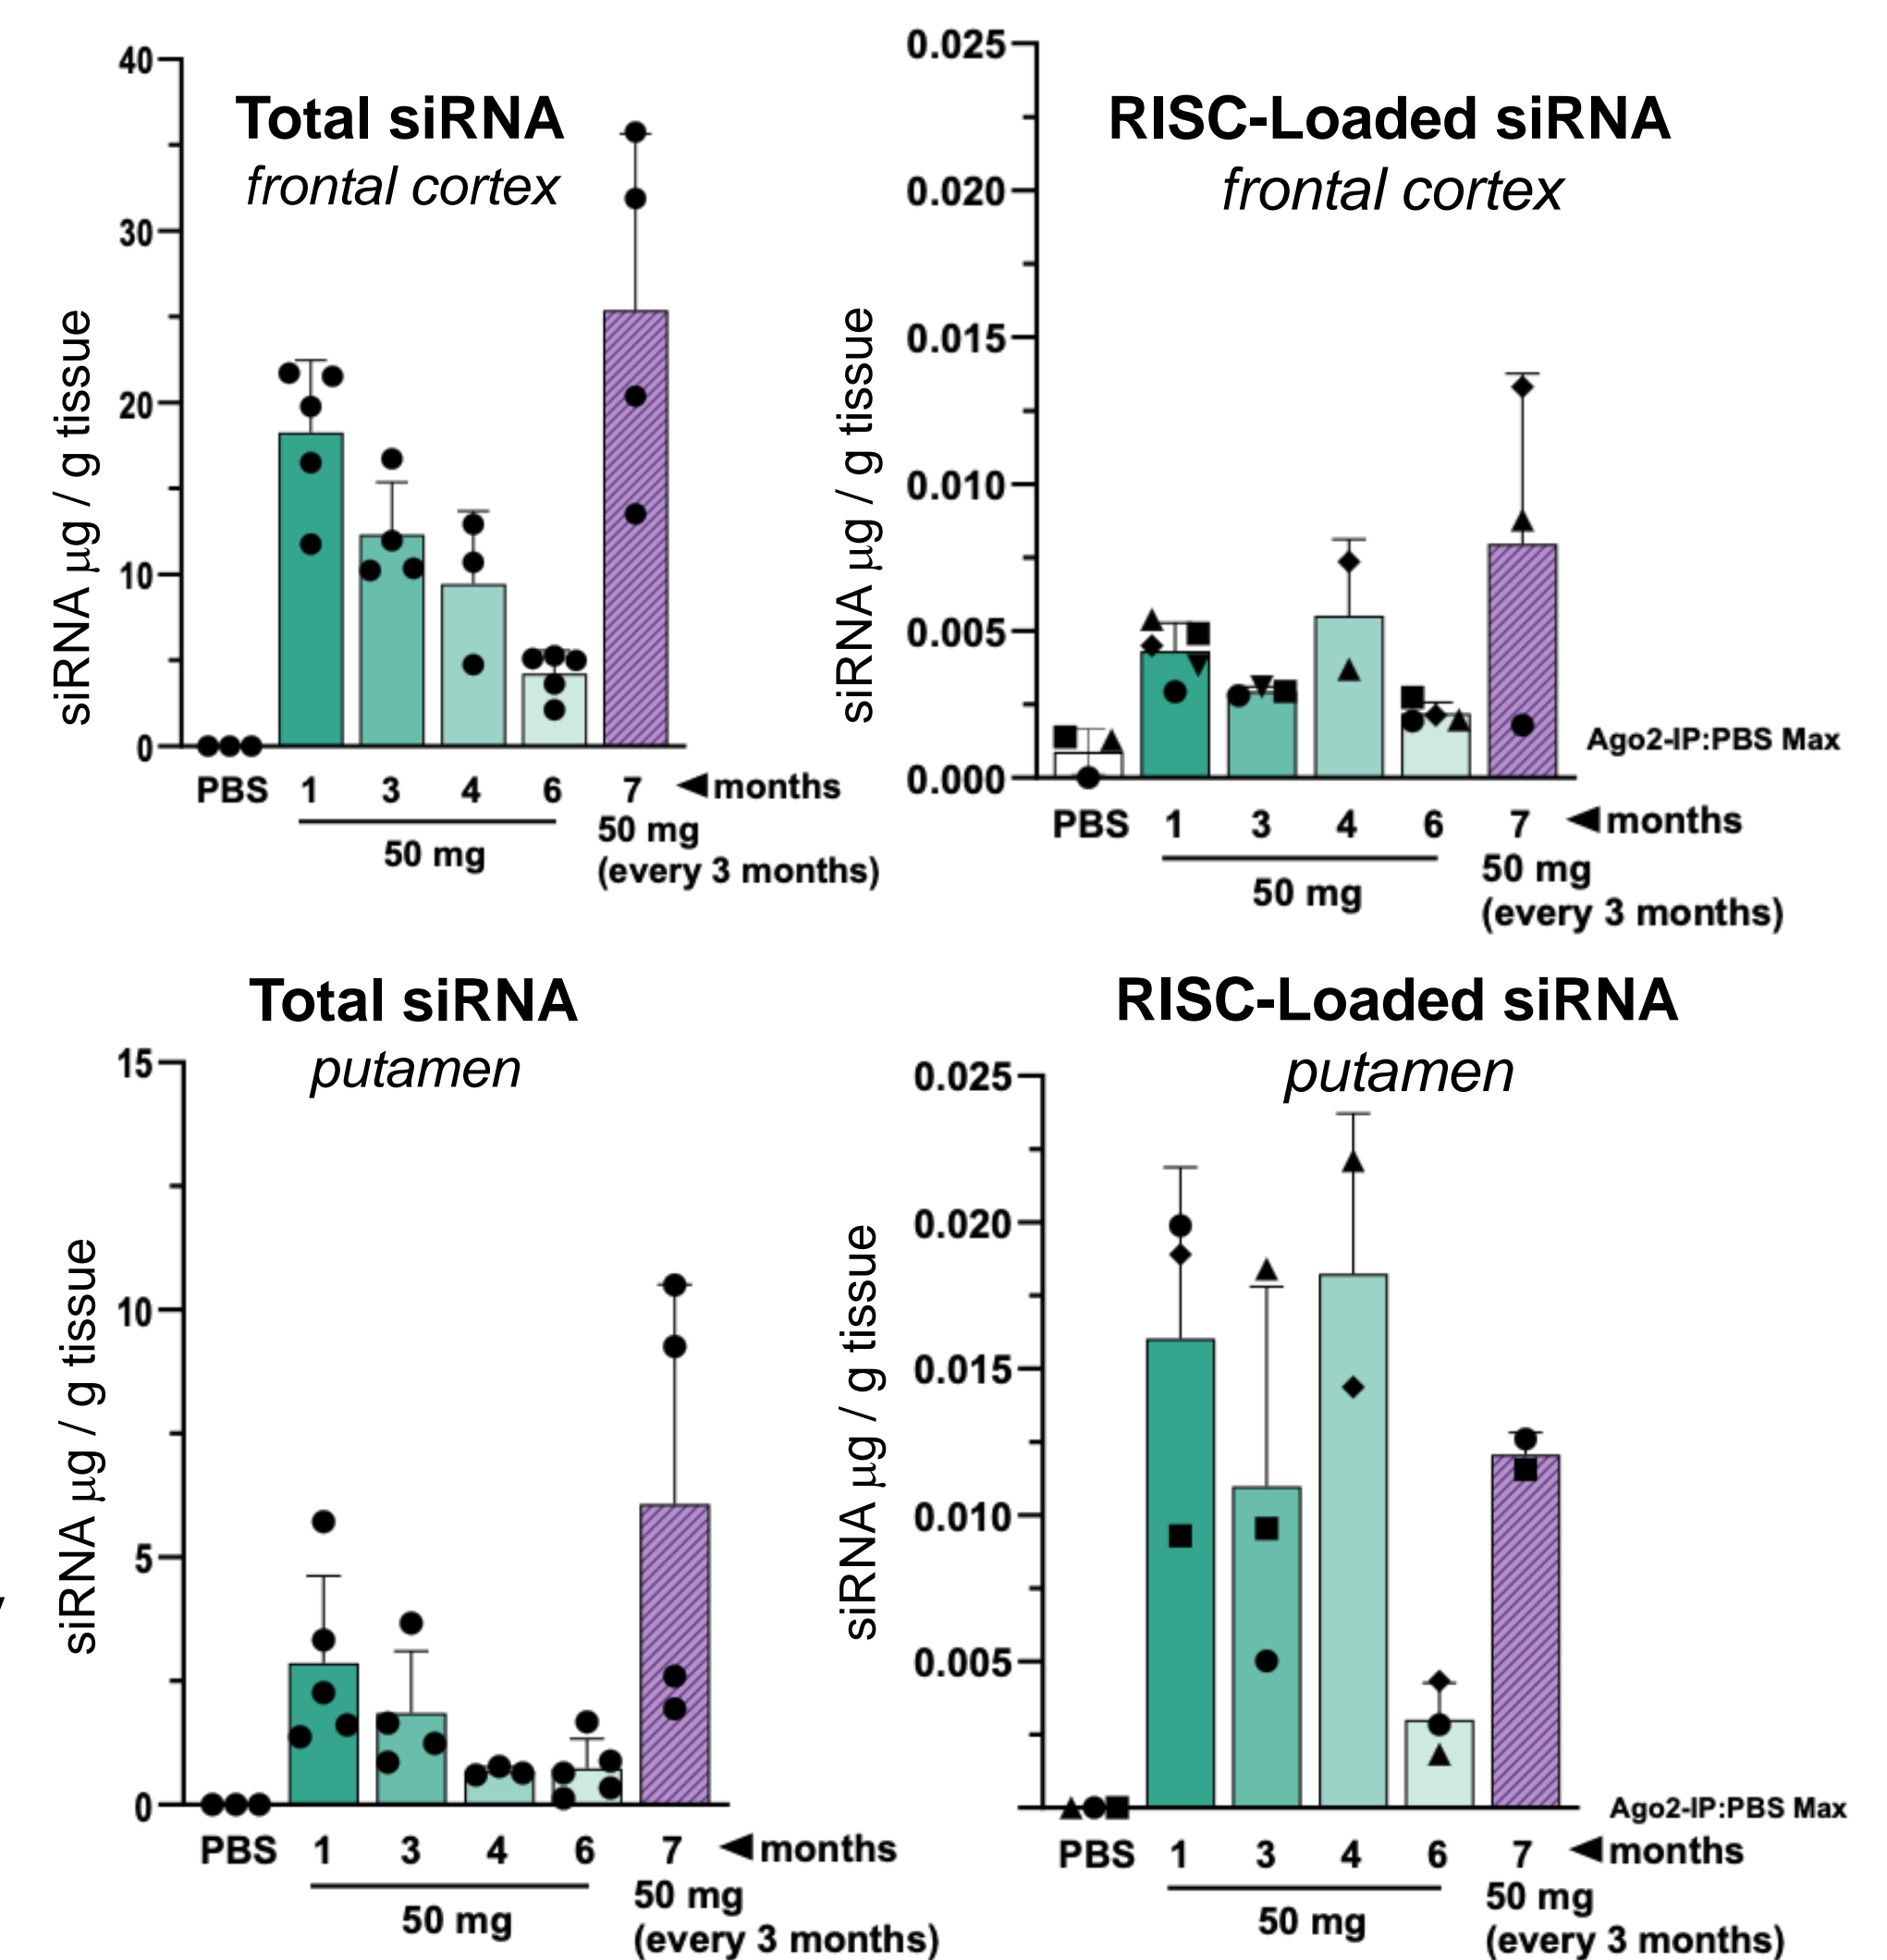 Total siRNA
frontal cortex
siRNA µg / g tissue
40
30
20
10
0
PBS 1 3 4 6 7 ◀months
50 mg
50 mg
(every 3 months)
RISC-Loaded siRNA
frontal cortex
siRNA µg / g tissue
0.025
0.020
0.015
0.010
0.005
0.000
Ago2-IP:PBS Max
PBS 1 3 4 6 7 ◀months
50 mg
50 mg
(every 3 months)
Total siRNA
putamen
siRNA µg / g tissue
15
10
5
0
PBS 1 3 4 6 7 ◀months
50 mg
50 mg
(every 3 months)
RISC-Loaded siRNA
putamen
siRNA µg / g tissue
0.025
0.020
0.015
0.010
0.005
Ago2-IP:PBS Max
PBS 1 3 4 6 7 ◀months
50 mg
50 mg
(every 3 months)